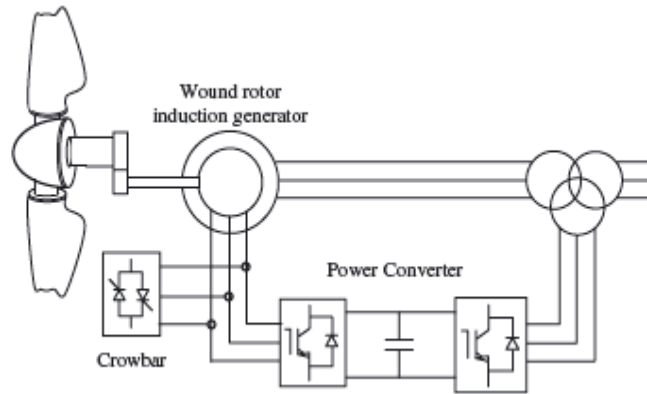 Wound rotor
induction generator
Power Converter
Crowbar